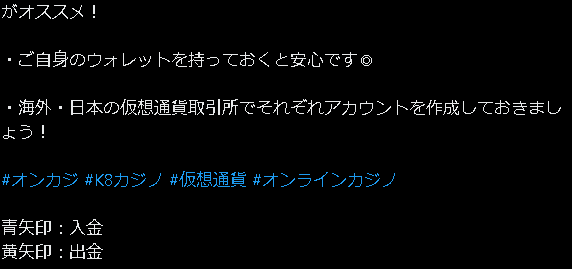 がオススメ！
・ご自身のウォレットを持っておくと安心です◎
・海外・日本の仮想通貨取引所でそれぞれアカウントを作成しておきまし
ょう！
#オンカジ #K8カジノ #仮想通貨 #オンラインカジノ
青矢印：入金
黄矢印：出金